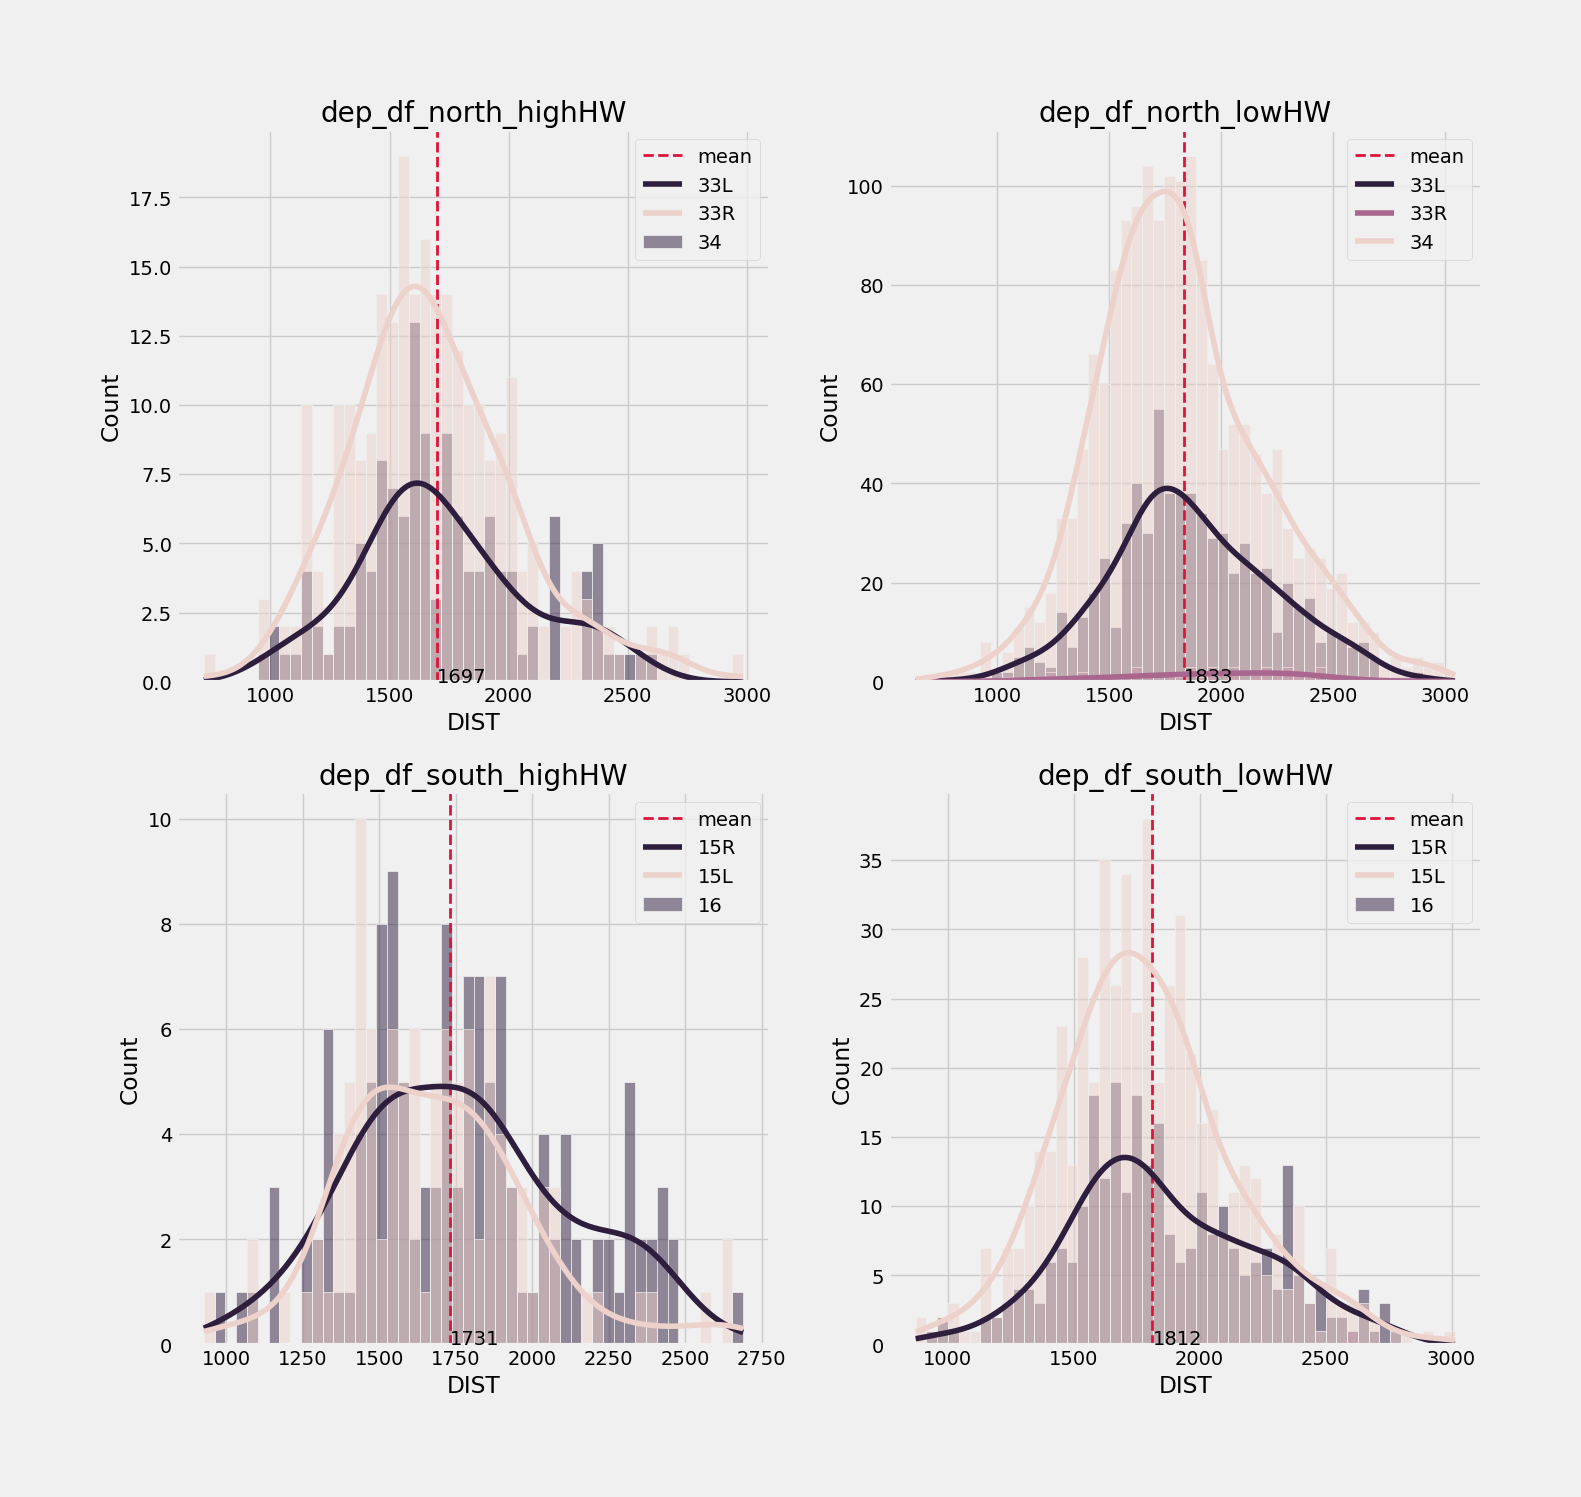 dep_df_north_highHW
mean
33L
33R
34
17.5
15.0
12.5
10.0
7.5
5.0
2.5
0.0
Count
1697
1000 1500 2000 2500 3000
DIST
dep_df_north_lowHW
mean
33L
33R
34
100
80
60
40
20
0
Count
1833
1000 1500 2000 2500 3000
DIST
dep_df_south_highHW
mean
15R
15L
16
10
8
6
4
2
0
Count
1731
1000 1250 1500 1750 2000 2250 2500 2750
DIST
dep_df_south_lowHW
mean
15R
15L
16
35
30
25
20
15
10
5
0
Count
1812
1000 1500 2000 2500 3000
DIST